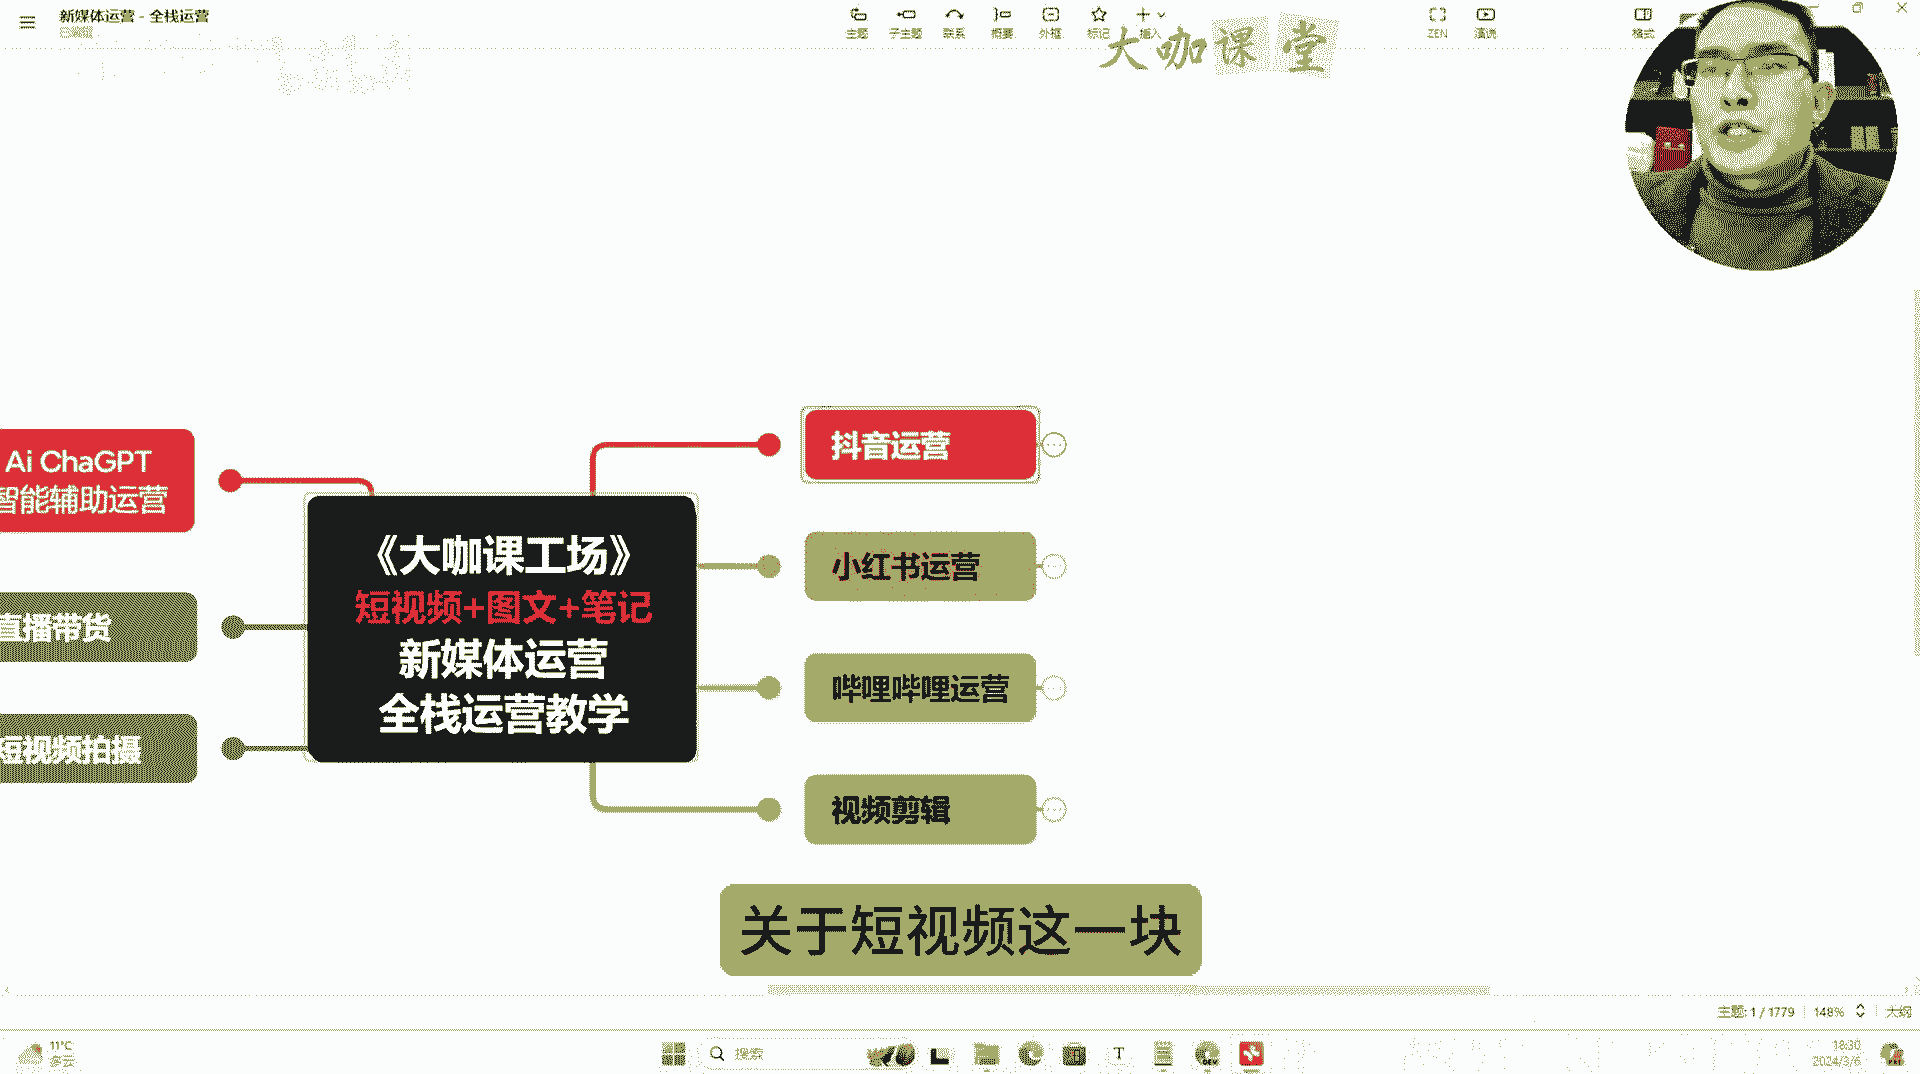 新媒体运营 - 全栈运营
已编辑
主题
子主题
联系
概要
外框
标记
插入
ZEN
演说
格式
大咖课堂
Ai ChaGPT
智能辅助运营
直播带货
短视频拍摄
《大咖课工场》
短视频+图文+笔记
新媒体运营
全栈运营教学
抖音运营
小红书运营
哔哩哔哩运营
视频剪辑
关于短视频这一块
主题: 1 / 1779
148%
大纲
11°C
多云
搜索
18:30
2024/3/6